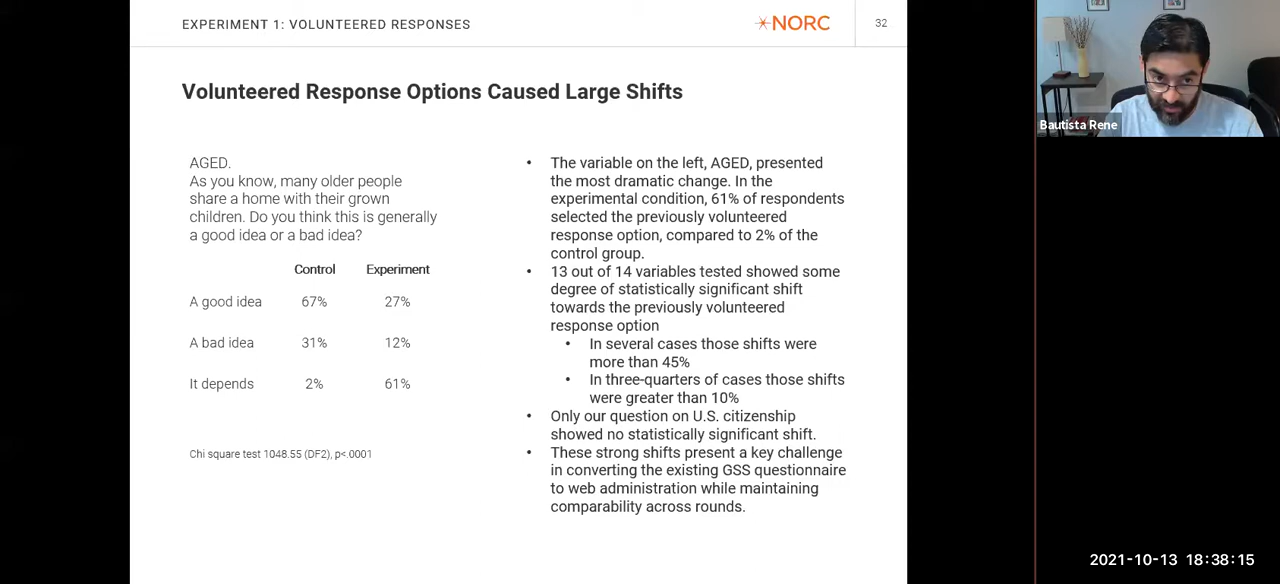 EXPERIMENT 1: VOLUNTEERED RESPONSES
NORC
32
Volunteered Response Options Caused Large Shifts
AGED.
As you know, many older people
share a home with their grown
children. Do you think this is generally
a good idea or a bad idea?
Control Experiment
A good idea 67% 27%
A bad idea 31% 12%
It depends 2% 61%
Chi square test 1048.55 (DF2), p<.0001
• The variable on the left, AGED, presented
the most dramatic change. In the
experimental condition, 61% of respondents
selected the previously volunteered
response option, compared to 2% of the
control group.
• 13 out of 14 variables tested showed some
degree of statistically significant shift
towards the previously volunteered
response option
• In several cases those shifts were
more than 45%
• In three-quarters of cases those shifts
were greater than 10%
• Only our question on U.S. citizenship
showed no statistically significant shift.
• These strong shifts present a key challenge
in converting the existing GSS questionnaire
to web administration while maintaining
comparability across rounds.
Bautista Rene
2021-10-13 18:38:15